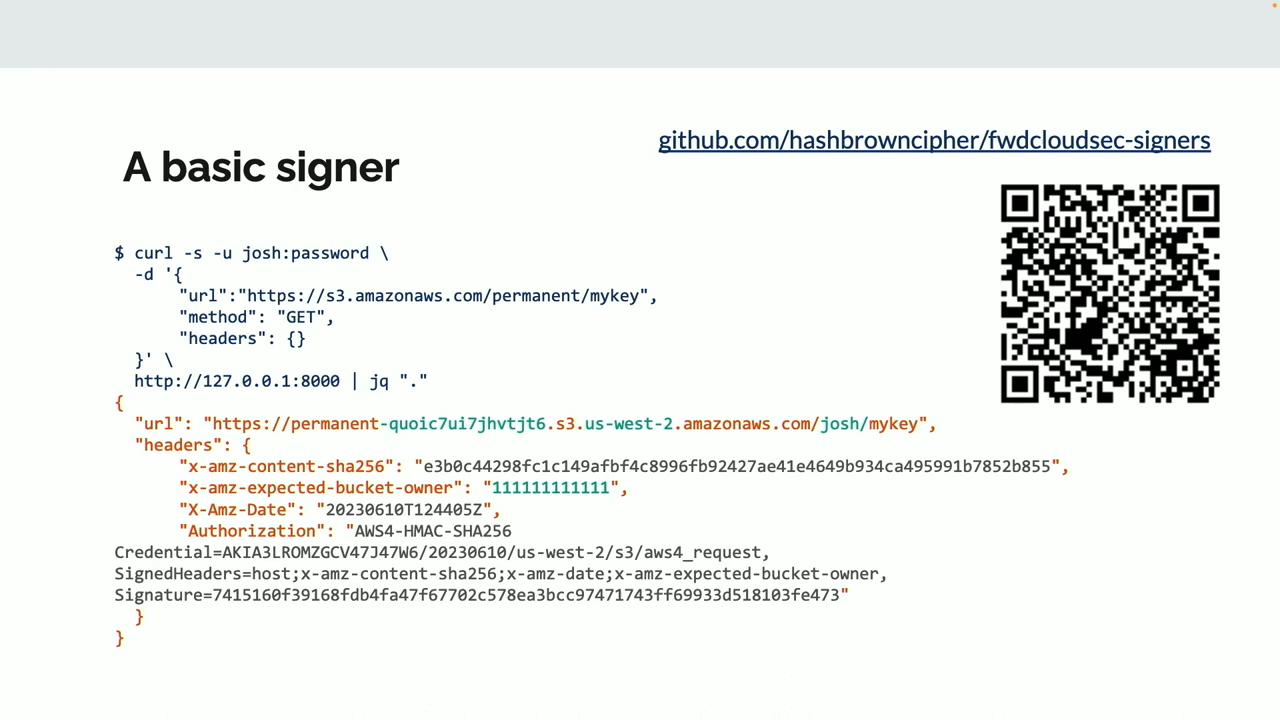 github.com/hashbrowncipher/fwdcloudsec-signers
A basic signer
$ curl -s -u josh:password \
-d '{
"url":"https://s3.amazonaws.com/permanent/mykey",
"method": "GET",
"headers": {}
}' \
http://127.0.0.1:8000 | jq "."
{
"url": "https://permanent-quoic7ui7jhvtjt6.s3.us-west-2.amazonaws.com/josh/mykey",
"headers": {
"x-amz-content-sha256": "e3b0c44298fc1c149afbf4c8996fb92427ae41e4649b934ca495991b7852b855",
"x-amz-expected-bucket-owner": "111111111111",
"X-Amz-Date": "20230610T124405Z",
"Authorization": "AWS4-HMAC-SHA256
Credential=AKIA3LROMZGCV47J47W6/20230610/us-west-2/s3/aws4_request,
SignedHeaders=host;x-amz-content-sha256;x-amz-date;x-amz-expected-bucket-owner,
Signature=7415160f39168fdb4fa47f67702c578ea3bcc97471743ff69933d518103fe473"
}
}